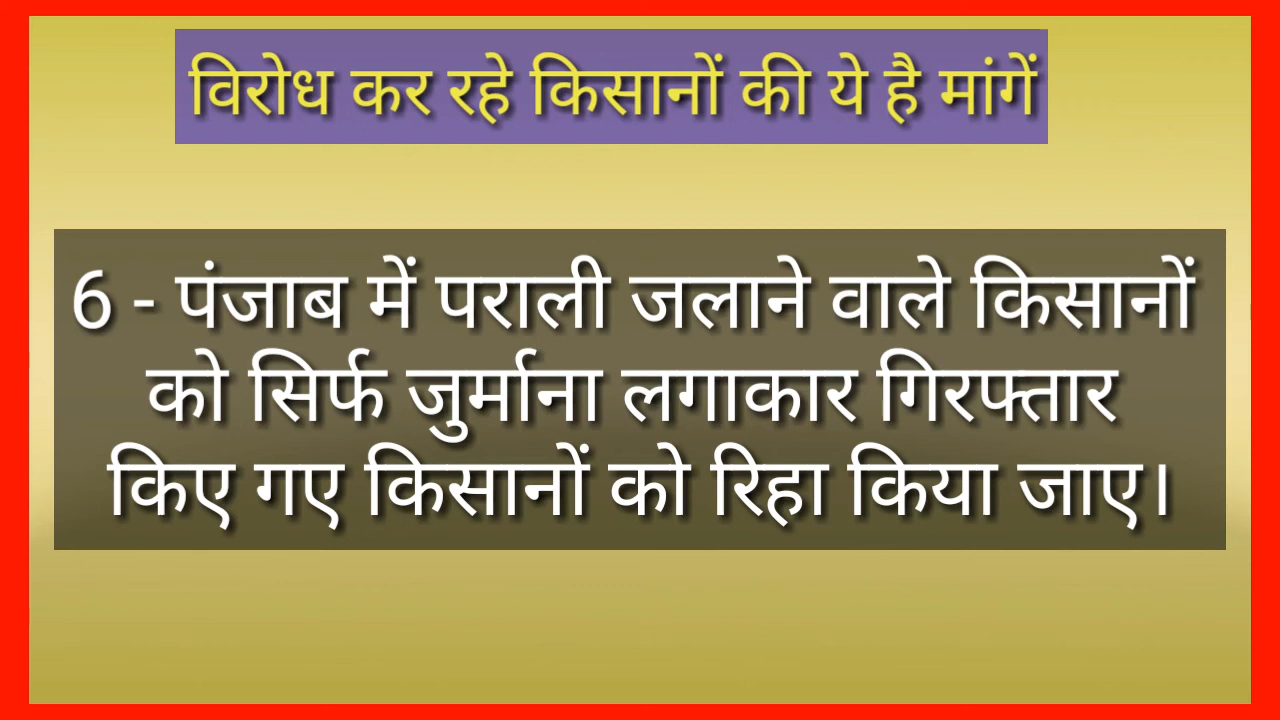 विरोध कर रहे किसानों की ये है मांगें
6 - पंजाब में पराली जलाने वाले किसानों
को सिर्फ जुर्माना लगाकार गिरफ्तार
किए गए किसानों को रिहा किया जाए।